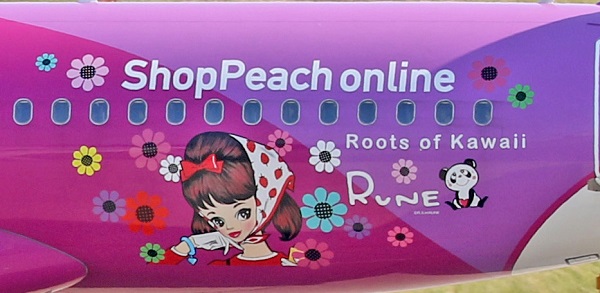 ShopPeach online
Roots of Kawaii
RUNE